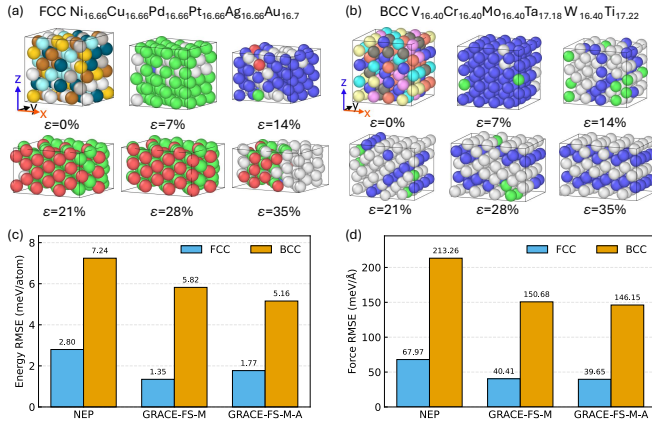 (a) FCC Ni16.66Cu16.66Pd16.66Pt16.66Ag16.66Au16.7
Z
Y
X
ε=0%
ε=7%
ε=14%
ε=21%
ε=28%
ε=35%
(b) BCC V16.40Cr16.40Mo16.40Ta17.18W16.40Ti17.22
Z
Y
X
ε=0%
ε=7%
ε=14%
ε=21%
ε=28%
ε=35%
(c)
FCC
BCC
Energy RMSE (meV/atom)
8
6
4
2
0
2.80
7.24
1.35
5.82
1.77
5.16
NEP
GRACE-FS-M
GRACE-FS-M-A
(d)
FCC
BCC
Force RMSE (meV/Å)
200
150
100
50
0
67.97
213.26
40.41
150.68
39.65
146.15
NEP
GRACE-FS-M
GRACE-FS-M-A